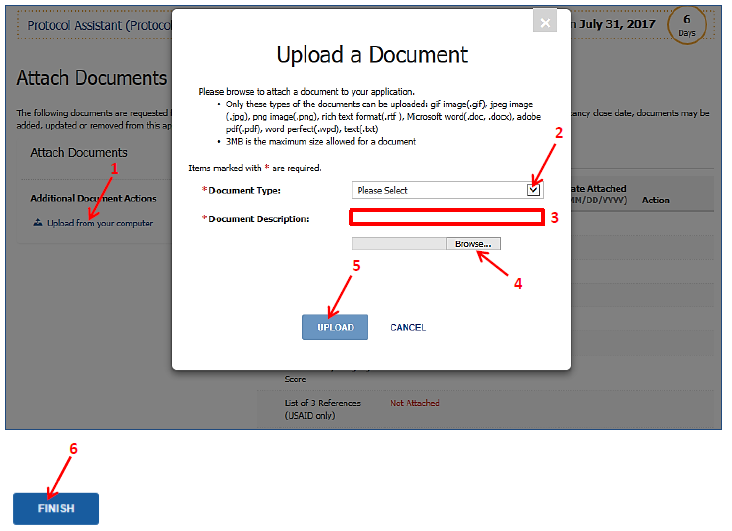 Protocol Assistant (Protoco
n July 31, 2017
6
Days
×
Upload a Document
Attach Documents
Please browse to attach a document to your application.
• Only these types of the documents can be uploaded: gif image(.gif), jpeg image
(.jpg), png image(.png), rich text format(.rtf ), Microsoft word(.doc, .docx), adobe
pdf(.pdf), word perfect(.wpd), text(.txt)
• 3MB is the maximum size allowed for a document
The following documents are requested
ancy close date, documents may be
added, updated or removed from this ap
Attach Documents
1
2
Items marked with * are required.
* Document Type:
Please Select
Additional Document Actions
ate Attached
MM/DD/YYYY)
Action
* Document Description:
3
Upload from your computer
Browse...
4
5
UPLOAD
CANCEL
Score
List of 3 References
(USAID only)
Not Attached
6
FINISH